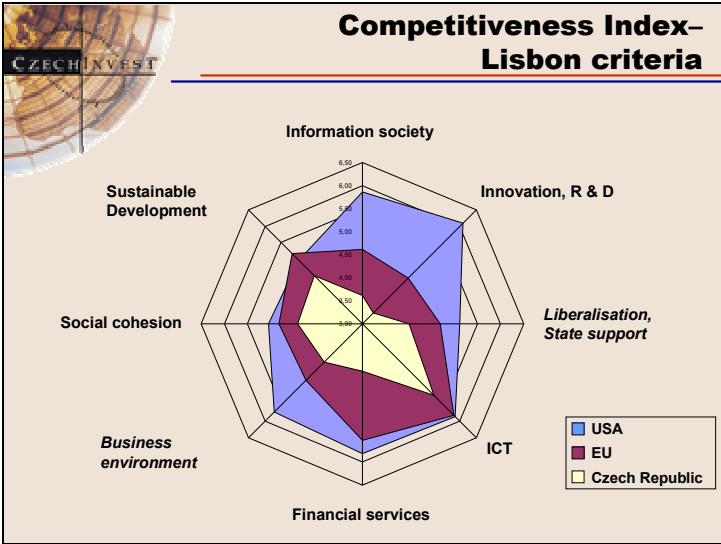 Competitiveness Index–
Lisbon criteria
CZECHINVEST
Information society
Sustainable
Development
Innovation, R & D
6,50
6,00
5,50
5,00
4,50
4,00
3,50
3,00
Social cohesion
Liberalisation,
State support
Business
environment
ICT
Financial services
USA
EU
Czech Republic